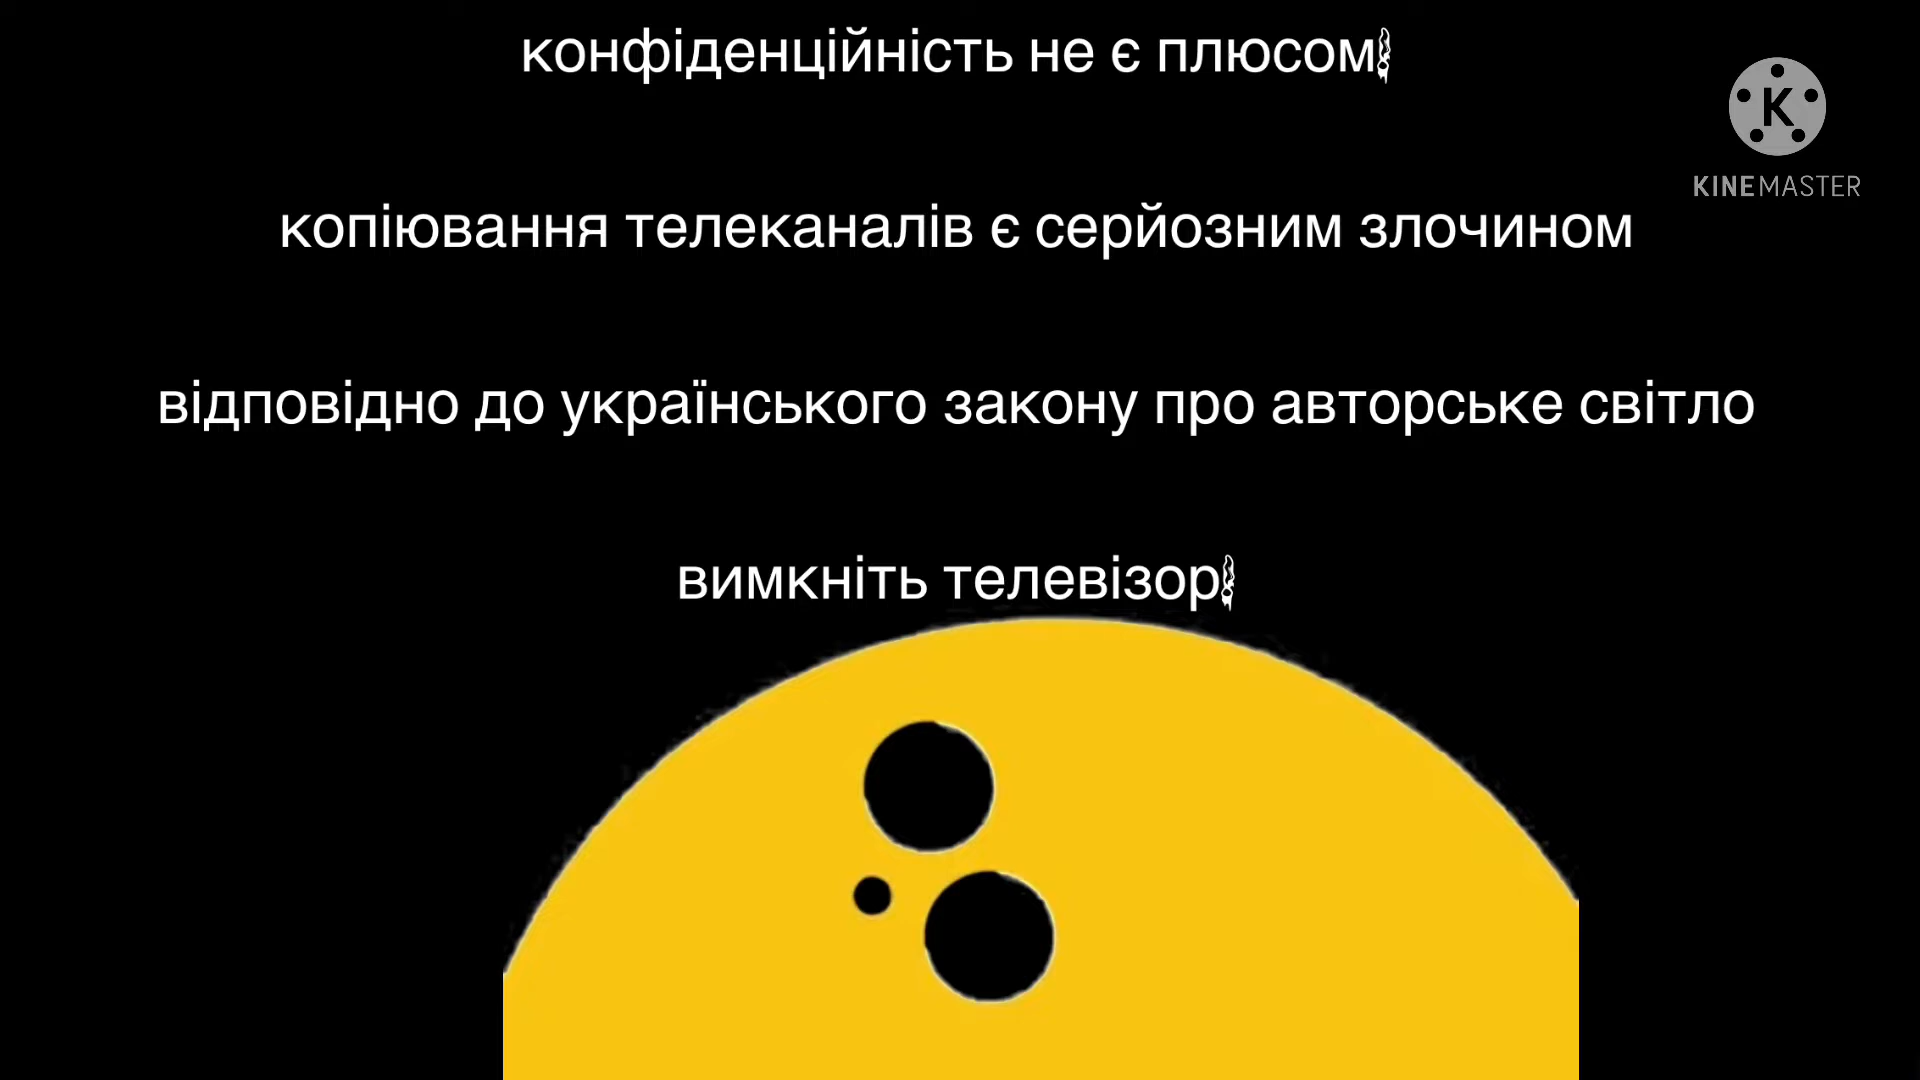 конфіденційність не є плюсом!
K
KINEMASTER
копіювання телеканалів є серйозним злочином
відповідно до українського закону про авторське світло
вимкніть телевізор!